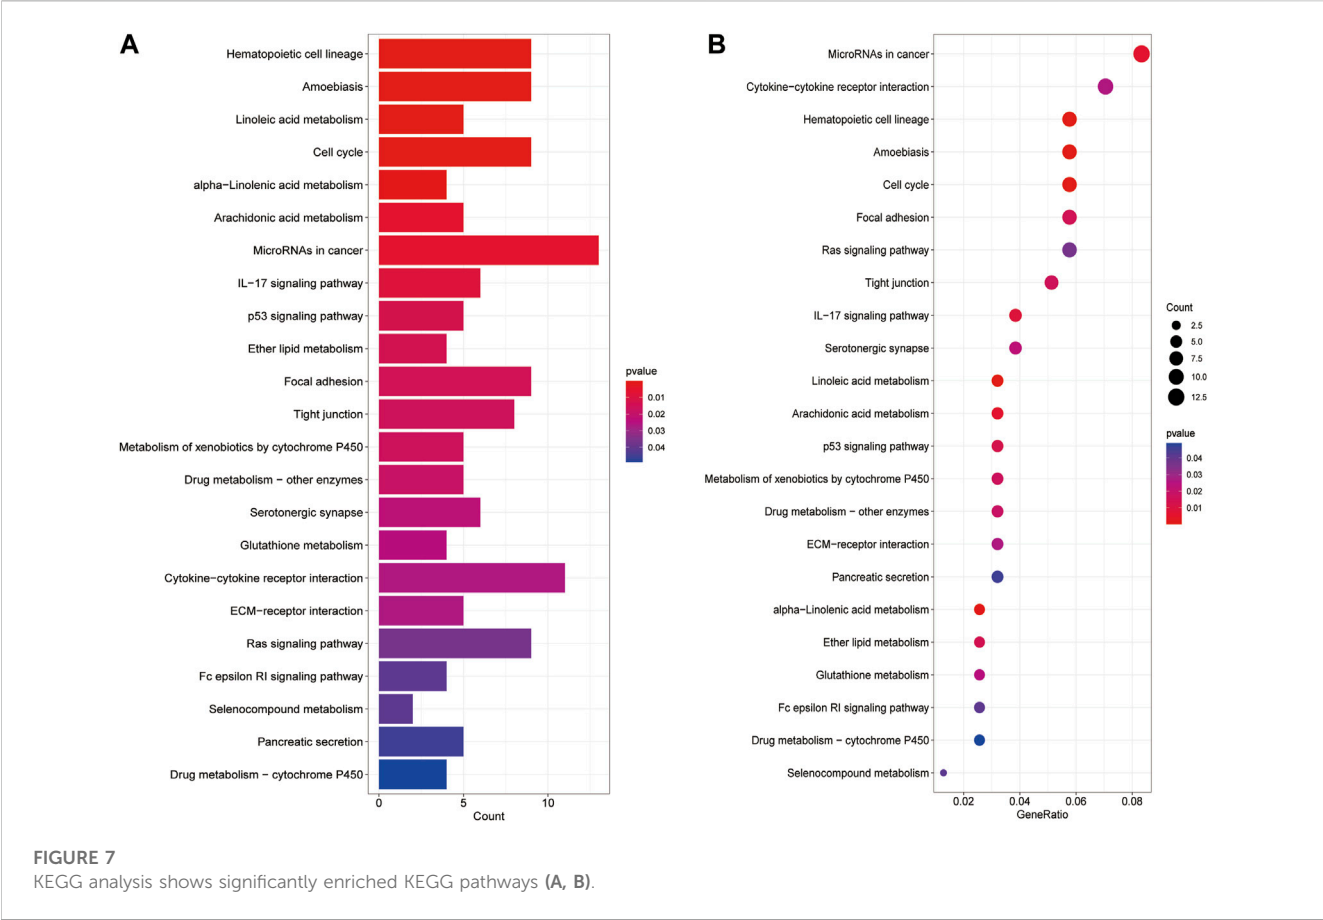 A
Hematopoietic cell lineage
Amoebiasis
Linoleic acid metabolism
Cell cycle
alpha−Linolenic acid metabolism
Arachidonic acid metabolism
MicroRNAs in cancer
IL−17 signaling pathway
p53 signaling pathway
Ether lipid metabolism
Focal adhesion
Tight junction
Metabolism of xenobiotics by cytochrome P450
Drug metabolism − other enzymes
Serotonergic synapse
Glutathione metabolism
Cytokine−cytokine receptor interaction
ECM−receptor interaction
Ras signaling pathway
Fc epsilon RI signaling pathway
Selenocompound metabolism
Pancreatic secretion
Drug metabolism − cytochrome P450
0 5 10
Count
pvalue
0.01
0.02
0.03
0.04
B
MicroRNAs in cancer
Cytokine−cytokine receptor interaction
Hematopoietic cell lineage
Amoebiasis
Cell cycle
Focal adhesion
Ras signaling pathway
Tight junction
IL−17 signaling pathway
Serotonergic synapse
Linoleic acid metabolism
Arachidonic acid metabolism
p53 signaling pathway
Metabolism of xenobiotics by cytochrome P450
Drug metabolism − other enzymes
ECM−receptor interaction
Pancreatic secretion
alpha−Linolenic acid metabolism
Ether lipid metabolism
Glutathione metabolism
Fc epsilon RI signaling pathway
Drug metabolism − cytochrome P450
Selenocompound metabolism
0.02 0.04 0.06 0.08
GeneRatio
Count
2.5
5.0
7.5
10.0
12.5
pvalue
0.04
0.03
0.02
0.01
FIGURE 7
KEGG analysis shows significantly enriched KEGG pathways (A, B).